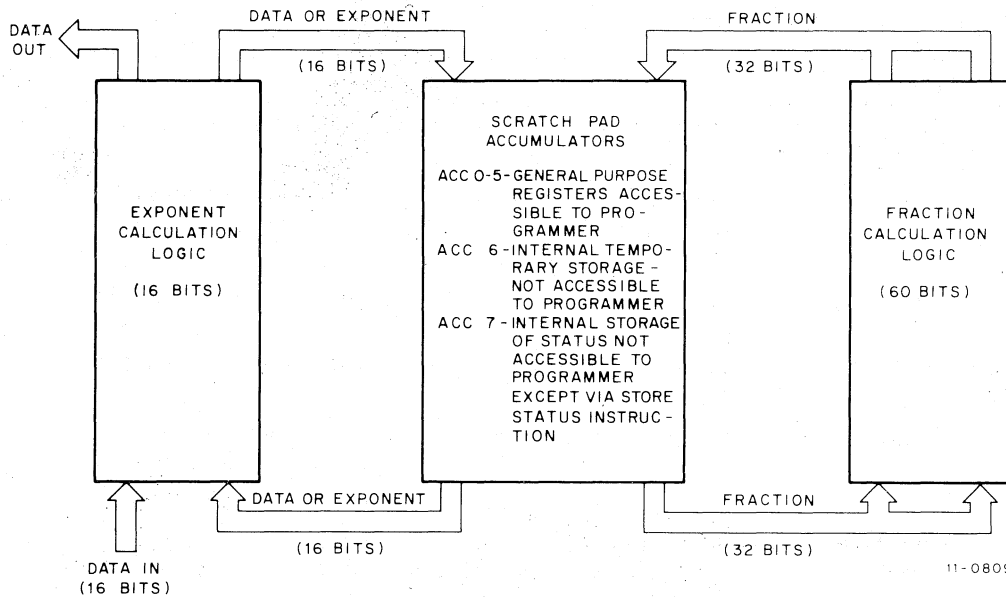 DATA
OUT
DATA OR EXPONENT
(16 BITS)
FRACTION
(32 BITS)
EXPONENT
CALCULATION
LOGIC
(16 BITS)
SCRATCH PAD
ACCUMULATORS
ACC 0-5-GENERAL PURPOSE
REGISTERS ACCES-
SIBLE TO PRO-
GRAMMER
ACC 6-INTERNAL TEMPO-
RARY STORAGE-
NOT ACCESSIBLE
TO PROGRAMMER
ACC 7-INTERNAL STORAGE
OF STATUS NOT
ACCESSIBLE TO
PROGRAMMER
EXCEPT VIA STORE
STATUS INSTRUC-
TION
FRACTION
CALCULATION
LOGIC
(60 BITS)
DATA OR EXPONENT
(16 BITS)
FRACTION
(32 BITS)
DATA IN
(16 BITS)
11-0809